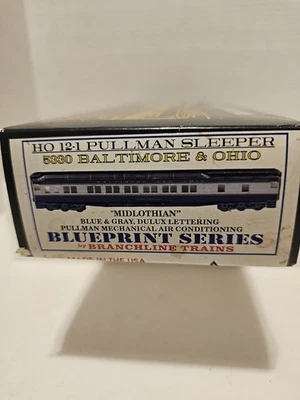 HO 12-1 PULLMAN SLEEPER
5330 BALTIMORE & OHIO
"MIDLOTHIAN"
BLUE & GRAY, DULUX LETTERING
PULLMAN MECHANICAL AIR CONDITIONING
BLUEPRINT SERIES
by BRANCHLINE TRAINS
MADE IN THE USA